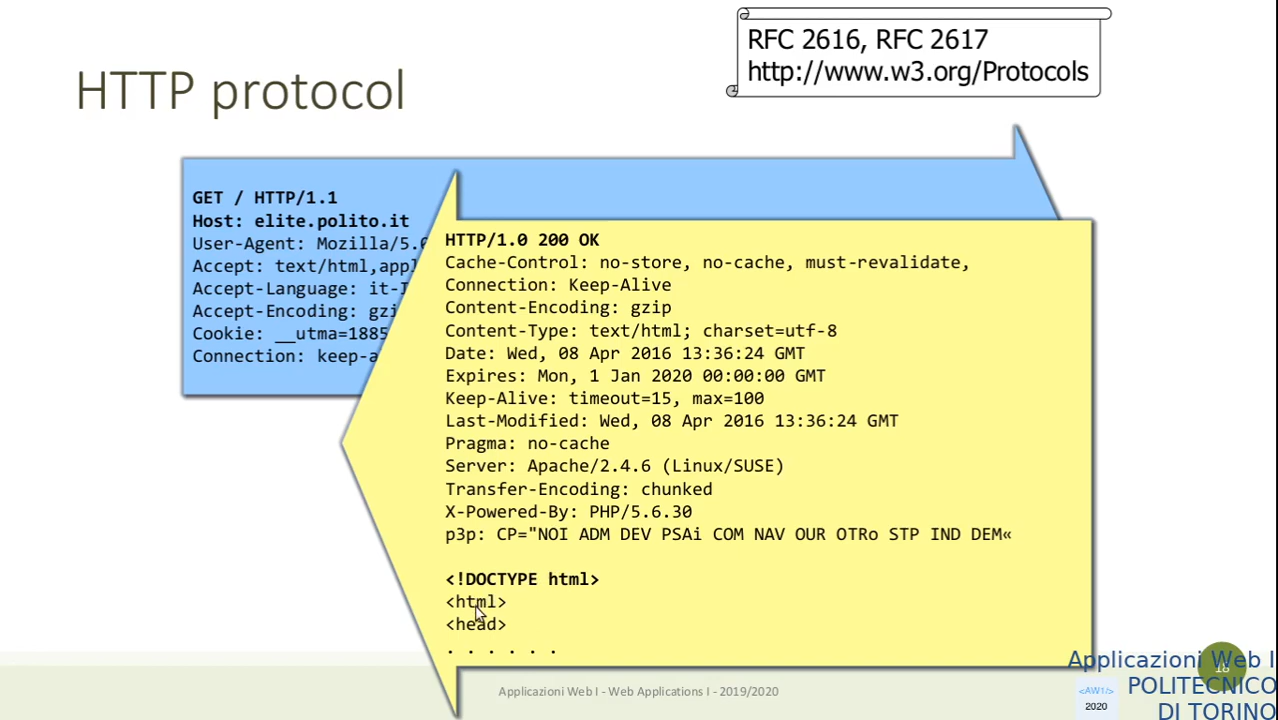 RFC 2616, RFC 2617
http://www.w3.org/Protocols
HTTP protocol
GET / HTTP/1.1
Host: elite.polito.it
User-Agent: Mozilla/5.0
Accept: text/html,appl
Accept-Language: it-I
Accept-Encoding: gzi
Cookie: __utma=1885
Connection: keep-a
HTTP/1.0 200 OK
Cache-Control: no-store, no-cache, must-revalidate,
Connection: Keep-Alive
Content-Encoding: gzip
Content-Type: text/html; charset=utf-8
Date: Wed, 08 Apr 2016 13:36:24 GMT
Expires: Mon, 1 Jan 2020 00:00:00 GMT
Keep-Alive: timeout=15, max=100
Last-Modified: Wed, 08 Apr 2016 13:36:24 GMT
Pragma: no-cache
Server: Apache/2.4.6 (Linux/SUSE)
Transfer-Encoding: chunked
X-Powered-By: PHP/5.6.30
p3p: CP="NOI ADM DEV PSAi COM NAV OUR OTRo STP IND DEM«
<!DOCTYPE html>
<html>
<head>
. . . . . .
Applicazioni Web I - Web Applications I - 2019/2020
Applicazioni Web I
POLITECNICO
DI TORINO
<AW1/>
2020